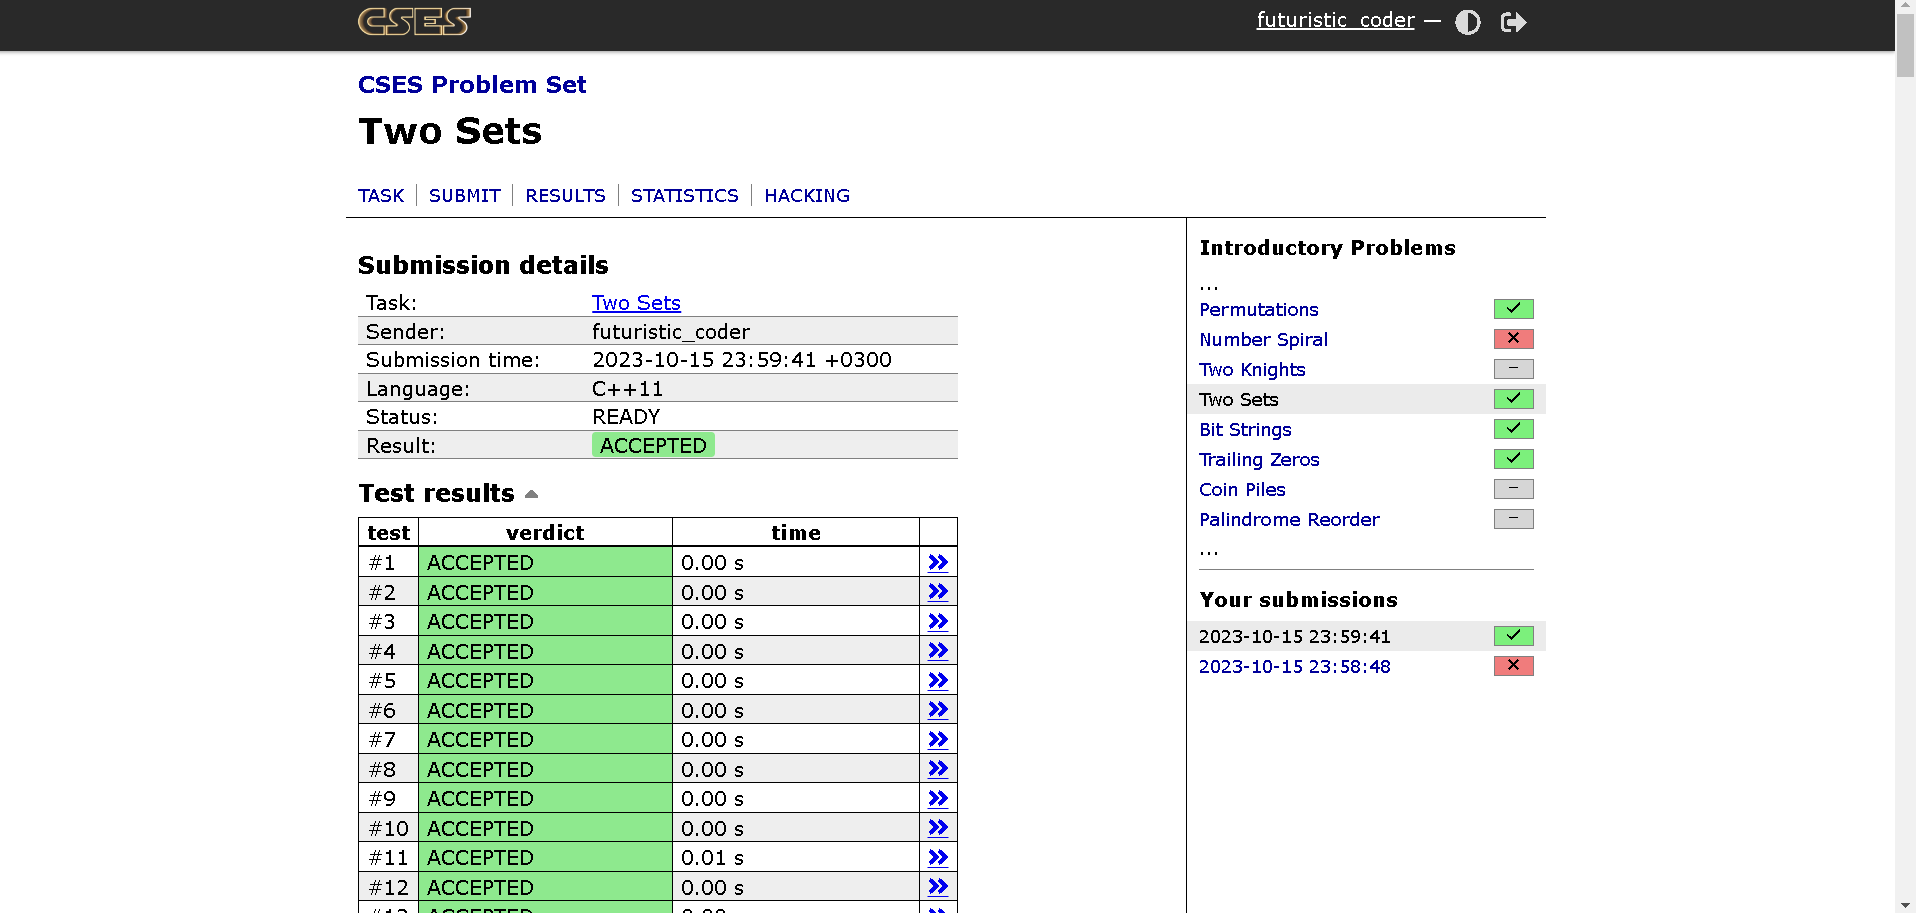 CSES
futuristic_coder —
CSES Problem Set
Two Sets
TASK SUBMIT RESULTS STATISTICS HACKING
Submission details
Task: Two Sets
Sender: futuristic_coder
Submission time: 2023-10-15 23:59:41 +0300
Language: C++11
Status: READY
Result: ACCEPTED
Test results
test verdict time
#1 ACCEPTED 0.00 s »
#2 ACCEPTED 0.00 s »
#3 ACCEPTED 0.00 s »
#4 ACCEPTED 0.00 s »
#5 ACCEPTED 0.00 s »
#6 ACCEPTED 0.00 s »
#7 ACCEPTED 0.00 s »
#8 ACCEPTED 0.00 s »
#9 ACCEPTED 0.00 s »
#10 ACCEPTED 0.00 s »
#11 ACCEPTED 0.01 s »
#12 ACCEPTED 0.00 s »
Introductory Problems
...
Permutations
Number Spiral
Two Knights –
Two Sets
Bit Strings
Trailing Zeros
Coin Piles –
Palindrome Reorder –
...
Your submissions
2023-10-15 23:59:41
2023-10-15 23:58:48